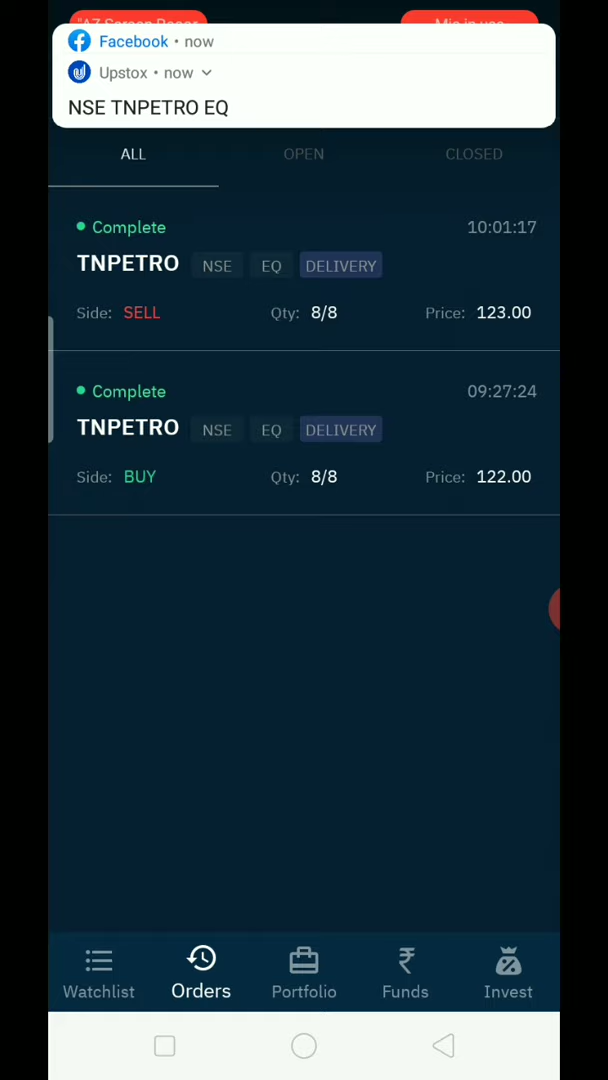 Facebook • now
Upstox • now
NSE TNPETRO EQ
ALL OPEN CLOSED
Complete 10:01:17
TNPETRO NSE EQ DELIVERY
Side: SELL Qty: 8/8 Price: 123.00
Complete 09:27:24
TNPETRO NSE EQ DELIVERY
Side: BUY Qty: 8/8 Price: 122.00
Watchlist Orders Portfolio Funds Invest